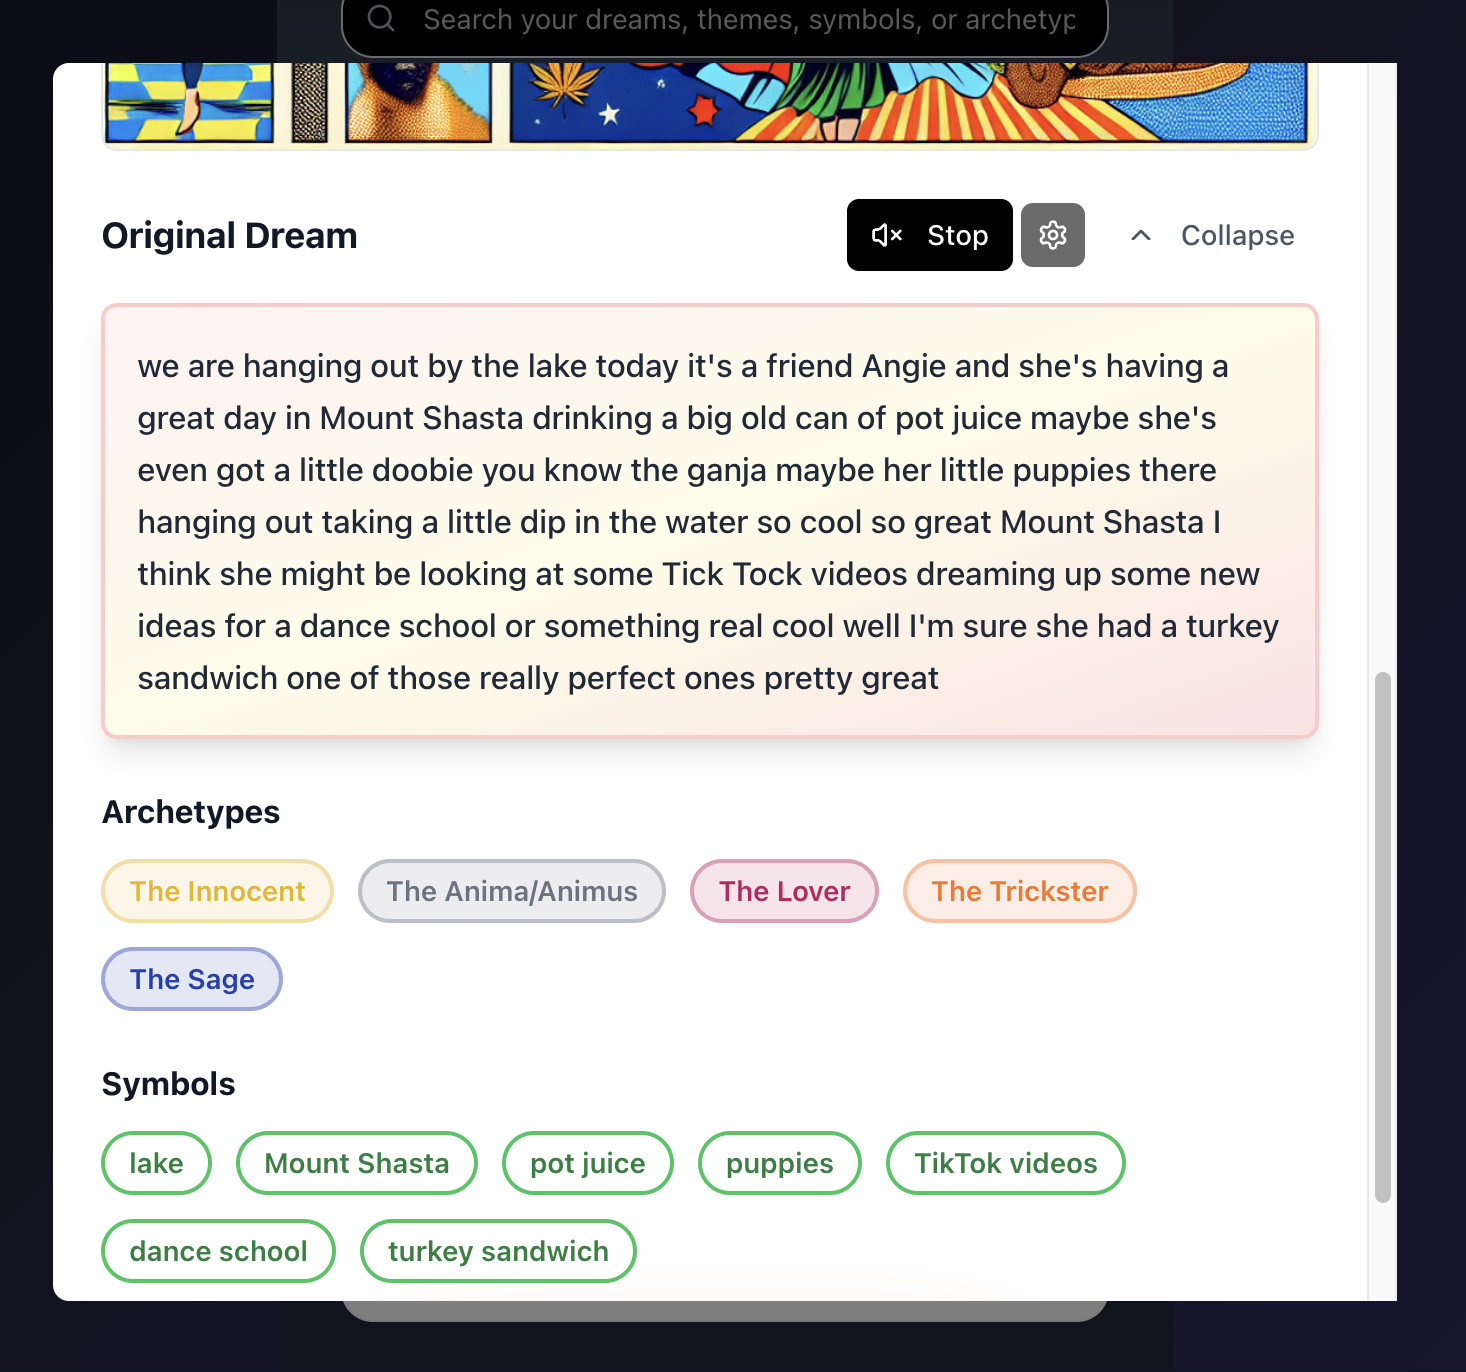 Search your dreams, themes, symbols, or archetyp
Original Dream
Stop
Collapse
we are hanging out by the lake today it's a friend Angie and she's having a
great day in Mount Shasta drinking a big old can of pot juice maybe she's
even got a little doobie you know the ganja maybe her little puppies there
hanging out taking a little dip in the water so cool so great Mount Shasta I
think she might be looking at some Tick Tock videos dreaming up some new
ideas for a dance school or something real cool well I'm sure she had a turkey
sandwich one of those really perfect ones pretty great
Archetypes
The Innocent
The Anima/Animus
The Lover
The Trickster
The Sage
Symbols
lake
Mount Shasta
pot juice
puppies
TikTok videos
dance school
turkey sandwich